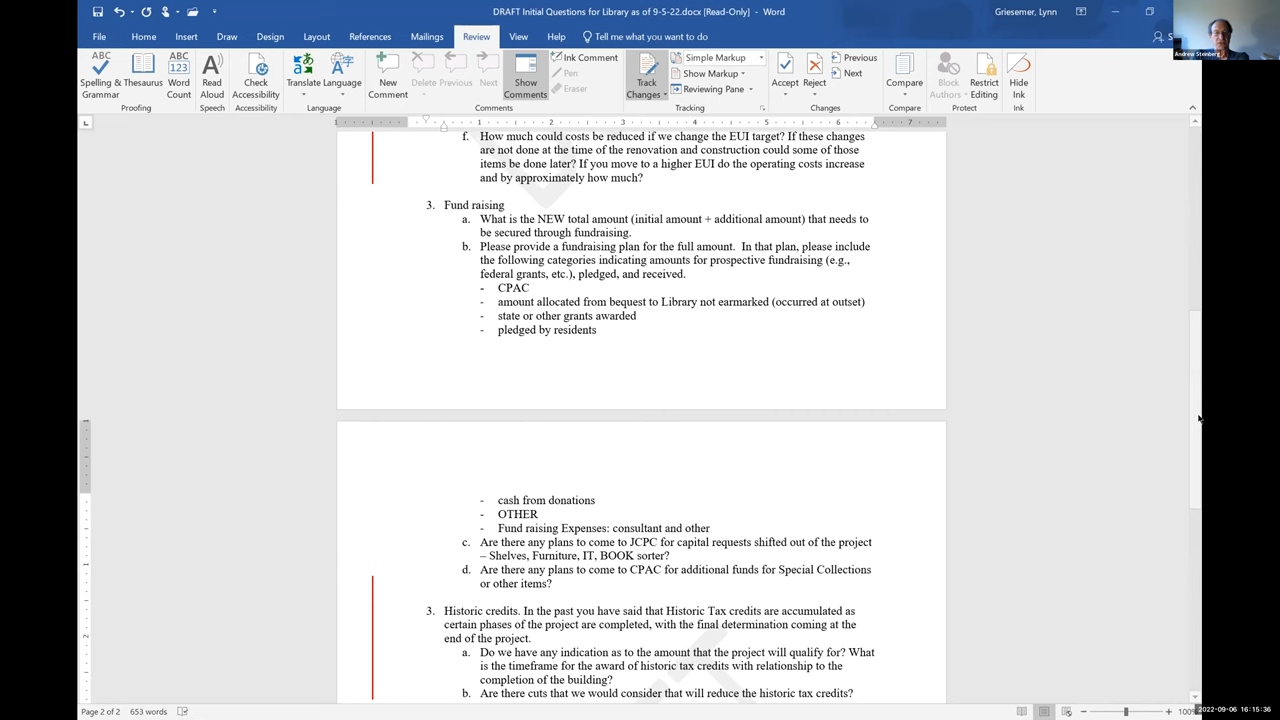 DRAFT Initial Questions for Library as of 9-5-22.docx [Read-Only] - Word
Griesemer, Lynn
File Home Insert Draw Design Layout References Mailings Review View Help Tell me what you want to do
Andrew Steinberg
ABC Spelling & Grammar
Thesaurus
ABC 123 Word Count
Proofing
Read Aloud
Speech
Check Accessibility
Accessibility
Translate
Language
Language
New Comment
Delete
Previous
Next
Show Comments
Ink Comment
Pen
Eraser
Comments
Track Changes
Simple Markup
Show Markup
Reviewing Pane
Tracking
Accept
Reject
Previous
Next
Changes
Compare
Compare
Block Authors
Restrict Editing
Protect
Hide Ink
Ink
1 1 2 3 4 5 6 7
f. How much could costs be reduced if we change the EUI target? If these changes
are not done at the time of the renovation and construction could some of those
items be done later? If you move to a higher EUI do the operating costs increase
and by approximately how much?
3. Fund raising
a. What is the NEW total amount (initial amount + additional amount) that needs to
be secured through fundraising.
b. Please provide a fundraising plan for the full amount. In that plan, please include
the following categories indicating amounts for prospective fundraising (e.g.,
federal grants, etc.), pledged, and received.
- CPAC
- amount allocated from bequest to Library not earmarked (occurred at outset)
- state or other grants awarded
- pledged by residents
- cash from donations
- OTHER
- Fund raising Expenses: consultant and other
c. Are there any plans to come to JCPC for capital requests shifted out of the project
– Shelves, Furniture, IT, BOOK sorter?
d. Are there any plans to come to CPAC for additional funds for Special Collections
or other items?
3. Historic credits. In the past you have said that Historic Tax credits are accumulated as
certain phases of the project are completed, with the final determination coming at the
end of the project.
a. Do we have any indication as to the amount that the project will qualify for? What
is the timeframe for the award of historic tax credits with relationship to the
completion of the building?
b. Are there cuts that we would consider that will reduce the historic tax credits?
Page 2 of 2 653 words
100%
2022-09-06 16:15:36